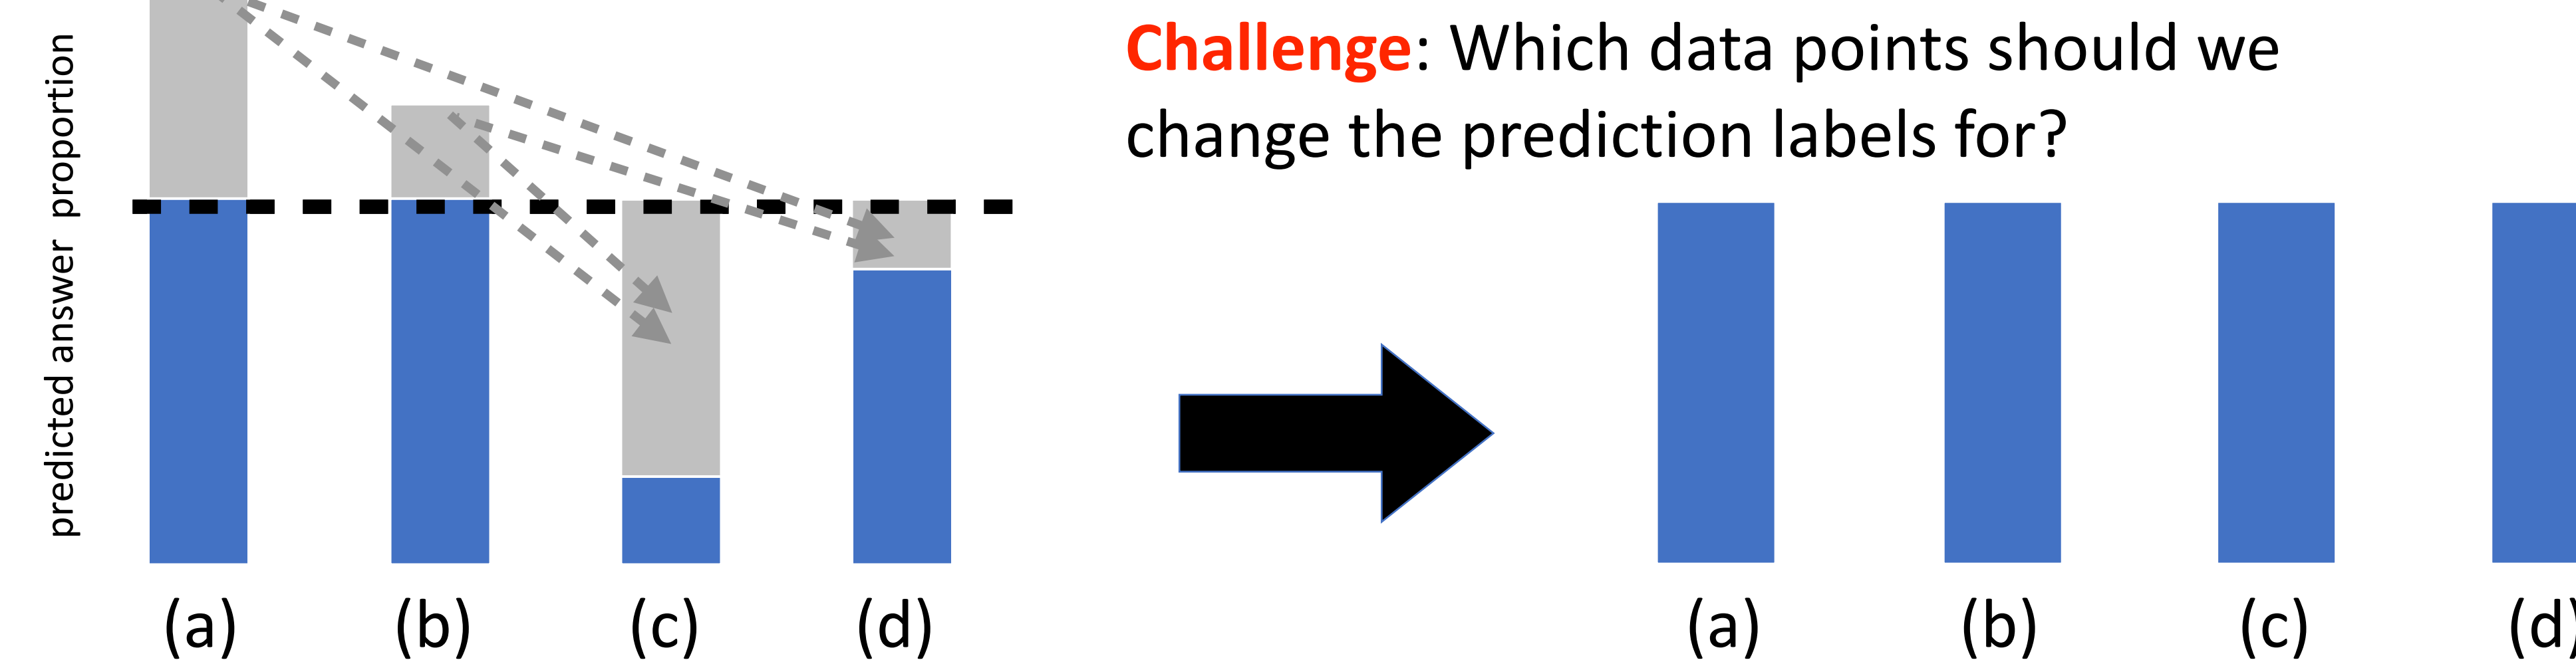 predicted answer proportion
Challenge: Which data points should we
change the prediction labels for?
(a) (b) (c) (d)
(a) (b) (c) (d